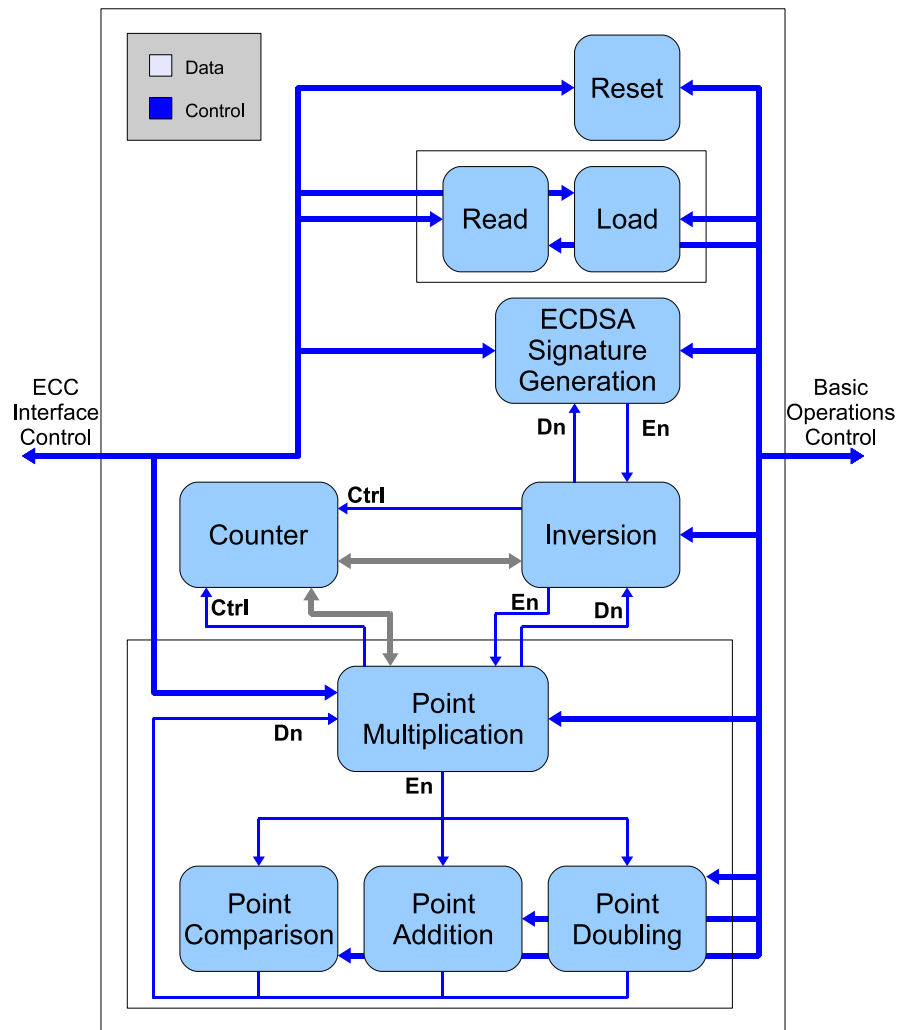 Data
Control
Reset
Read
Load
ECDSA
Signature
Generation
ECC
Interface
Control
Basic
Operations
Control
Dn
En
Ctrl
Counter
Inversion
En
Ctrl
Dn
Point
Multiplication
Dn
En
Point
Comparison
Point
Addition
Point
Doubling